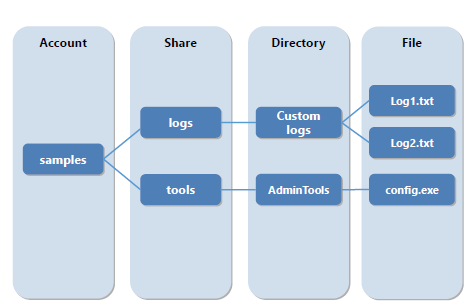 Account
Share
Directory
File
samples
logs
tools
Custom
logs
AdminTools
Log1.txt
Log2.txt
config.exe